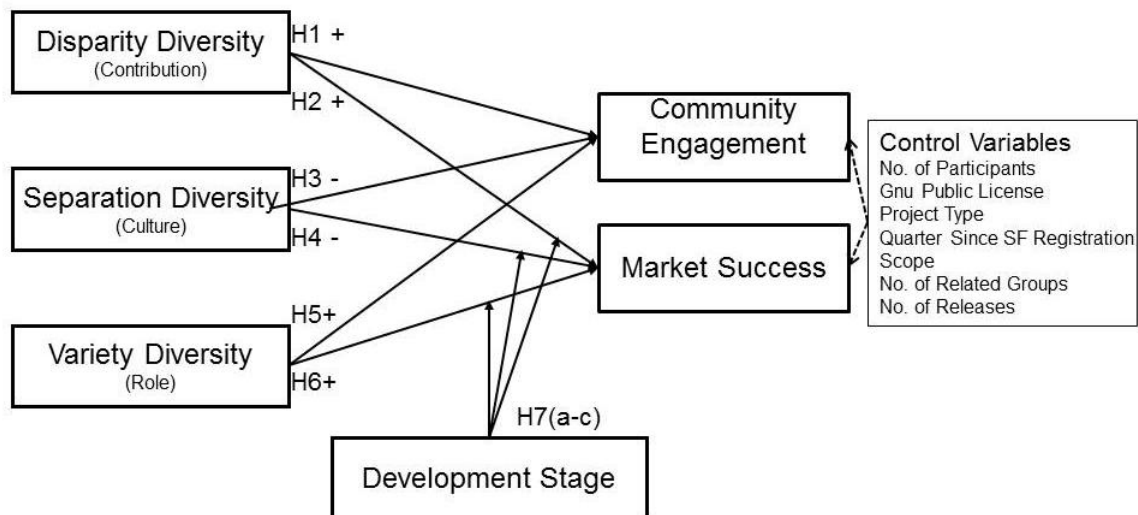 Disparity Diversity
(Contribution)
H1 +
H2 +
Separation Diversity
(Culture)
H3 -
H4 -
Variety Diversity
(Role)
H5+
H6+
Community
Engagement
Market Success
Control Variables
No. of Participants
Gnu Public License
Project Type
Quarter Since SF Registration
Scope
No. of Related Groups
No. of Releases
H7(a-c)
Development Stage